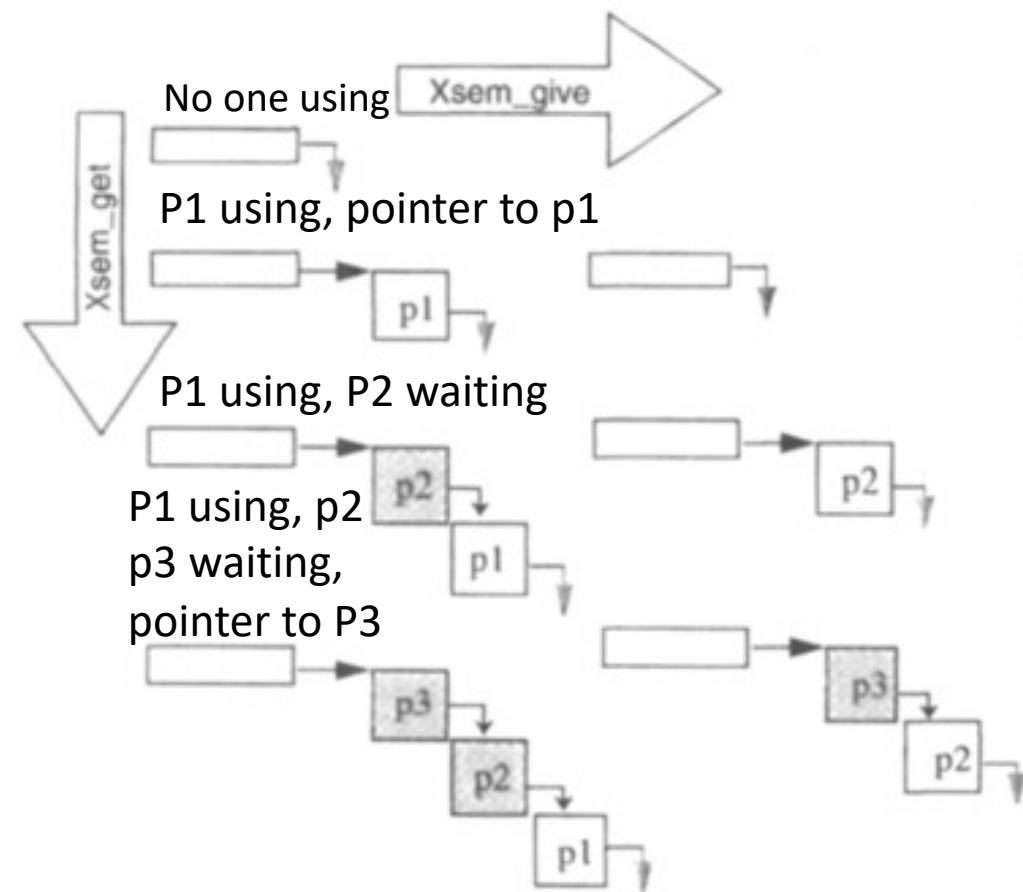 No one using
Xsem_give
Xsem_get
P1 using, pointer to p1
p1
P1 using, P2 waiting
p2
p1
p2
P1 using, p2
p3 waiting,
pointer to P3
p3
p2
p1
p3
p2